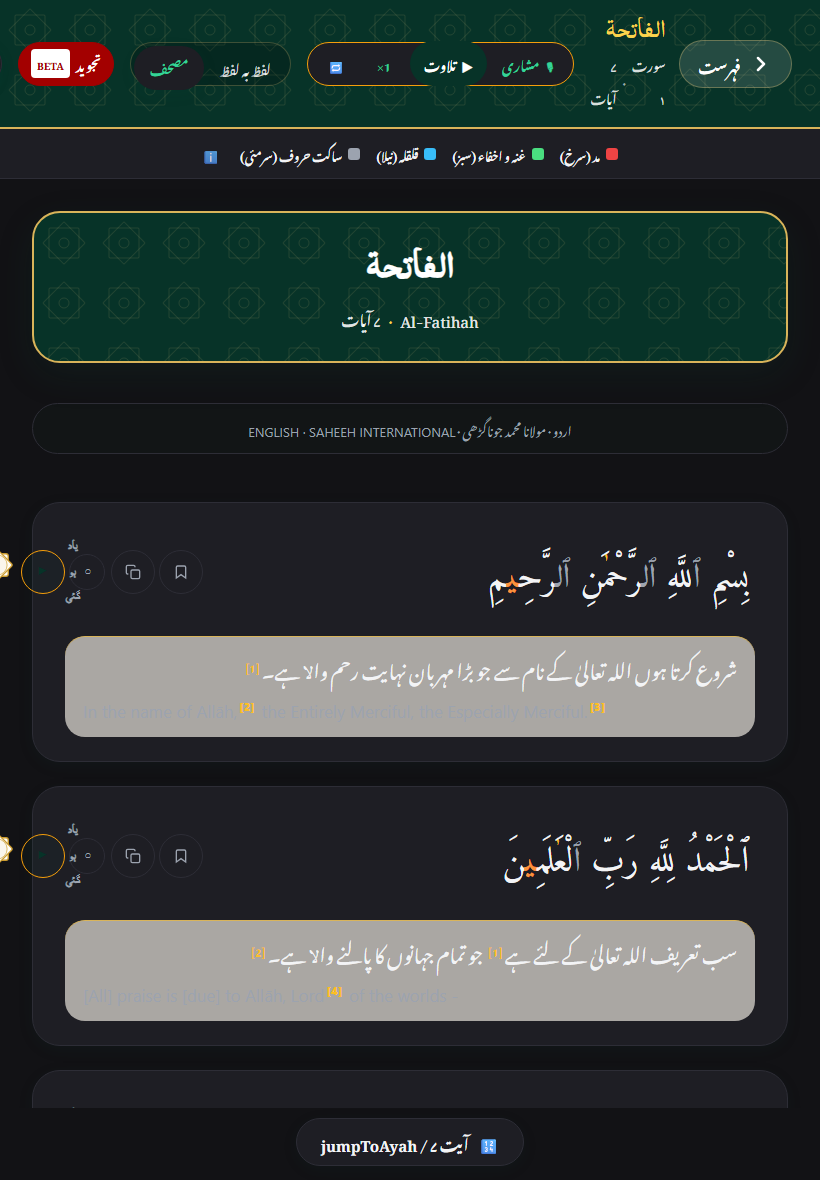 الفاتحة
فہرست
سورت ۱ · ۷ آیات
مشاری
تلاوت
×1
لفظ بہ لفظ
مصحف
تجوید BETA
مد (سرخ)
غنہ و اخفاء (سبز)
قلقلہ (نیلا)
ساکت حروف (سرمئی)
الفاتحة
Al-Fatihah · ۷ آیات
اردو · مولانا محمد جوناگڑھی · ENGLISH · SAHEEH INTERNATIONAL
بِسْمِ ٱللَّهِ ٱلرَّحْمَٰنِ ٱلرَّحِيمِ
یاد ہو گئی
شروع کرتا ہوں اللہ تعالیٰ کے نام سے جو بڑا مہربان نہایت رحم والا ہے۔ [1]
In the name of Allah, [2] the Entirely Merciful, the Especially Merciful. [3]
ٱلْحَمْدُ لِلَّهِ رَبِّ ٱلْعَٰلَمِينَ
یاد ہو گئی
سب تعریف اللہ تعالیٰ کے لئے ہے [1] جو تمام جہانوں کا پالنے والا ہے۔ [2]
[All] praise is [due] to Allah, Lord [4] of the worlds
آیت ۷ / jumpToAyah